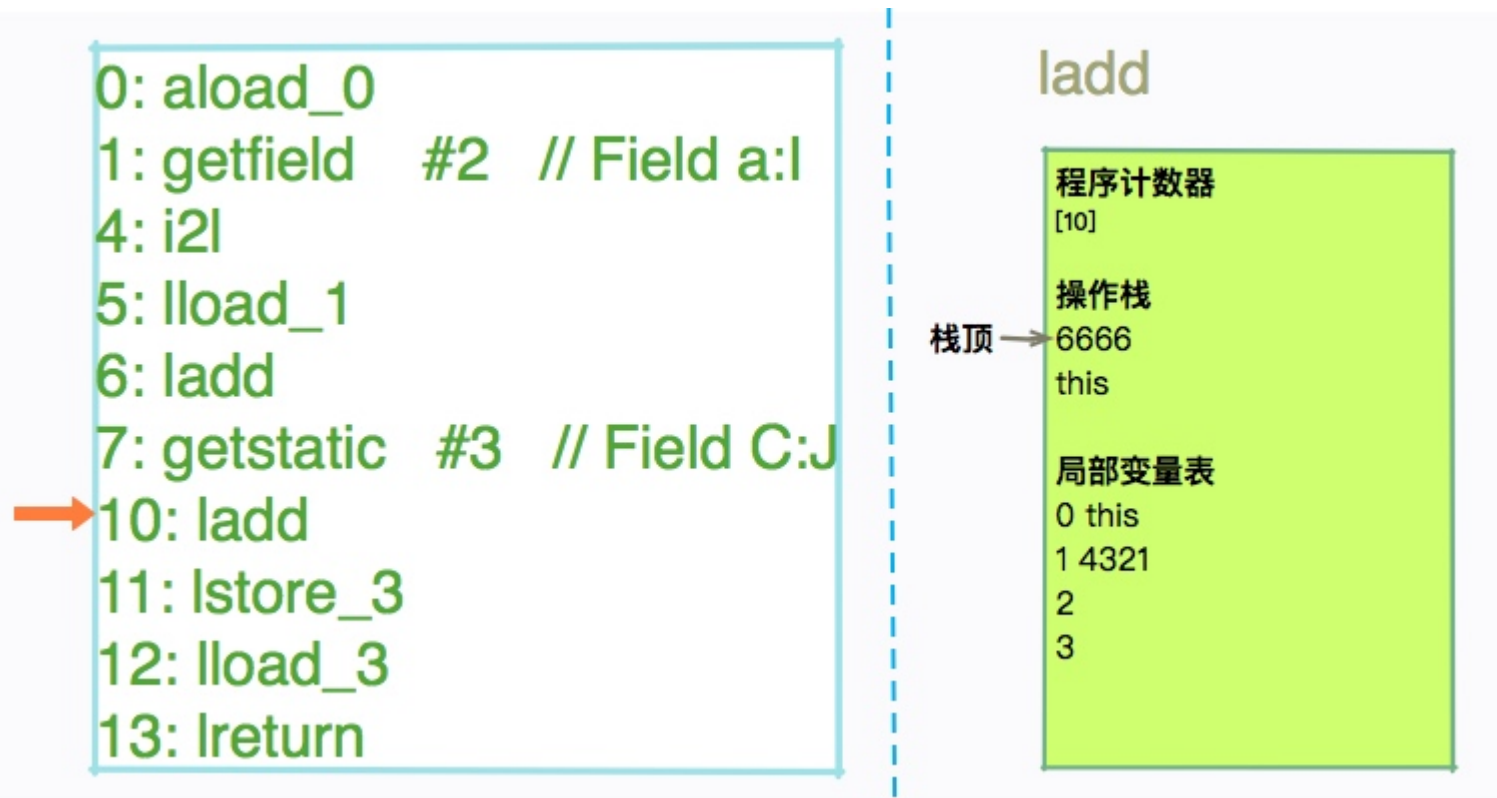 0: aload_0
1: getfield #2 // Field a:I
4: i2l
5: lload_1
6: ladd
7: getstatic #3 // Field C:J
10: ladd
11: lstore_3
12: lload_3
13: lreturn
ladd
程序计数器
[10]
操作栈
栈顶 6666
this
局部变量表
0 this
1 4321
2
3